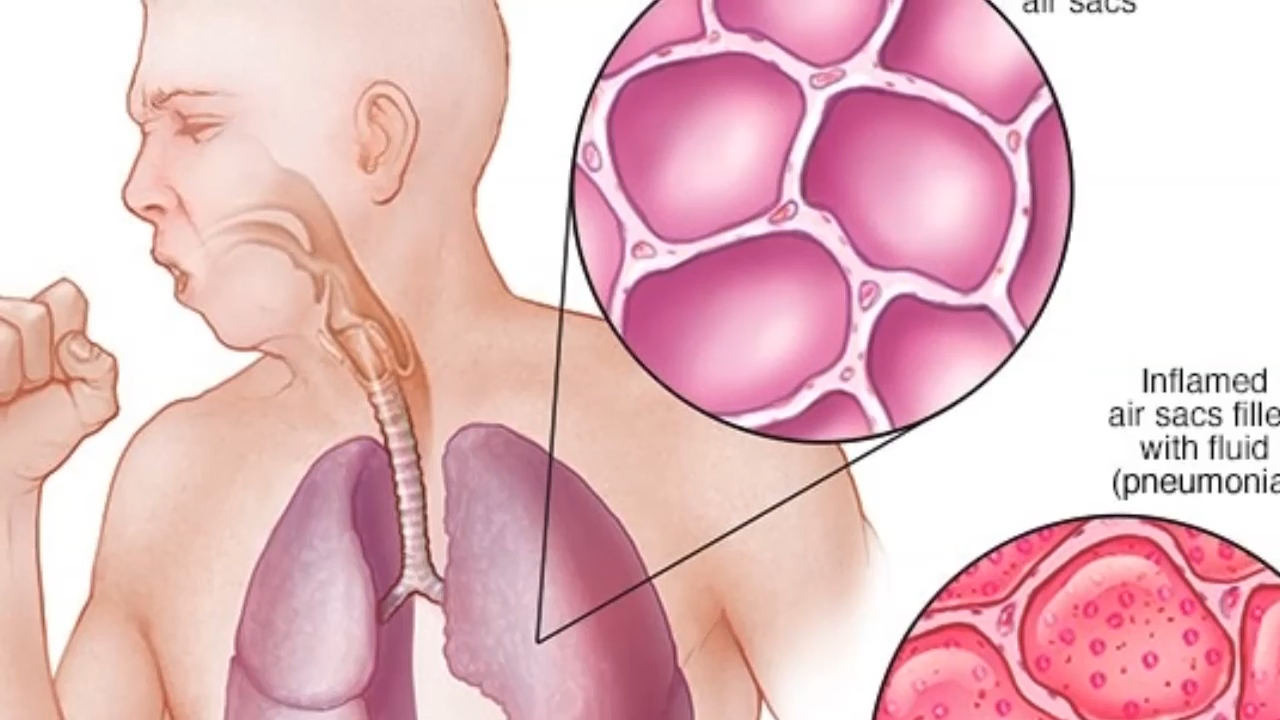 air sacs
Inflamed
air sacs fille
with fluid
(pneumonia